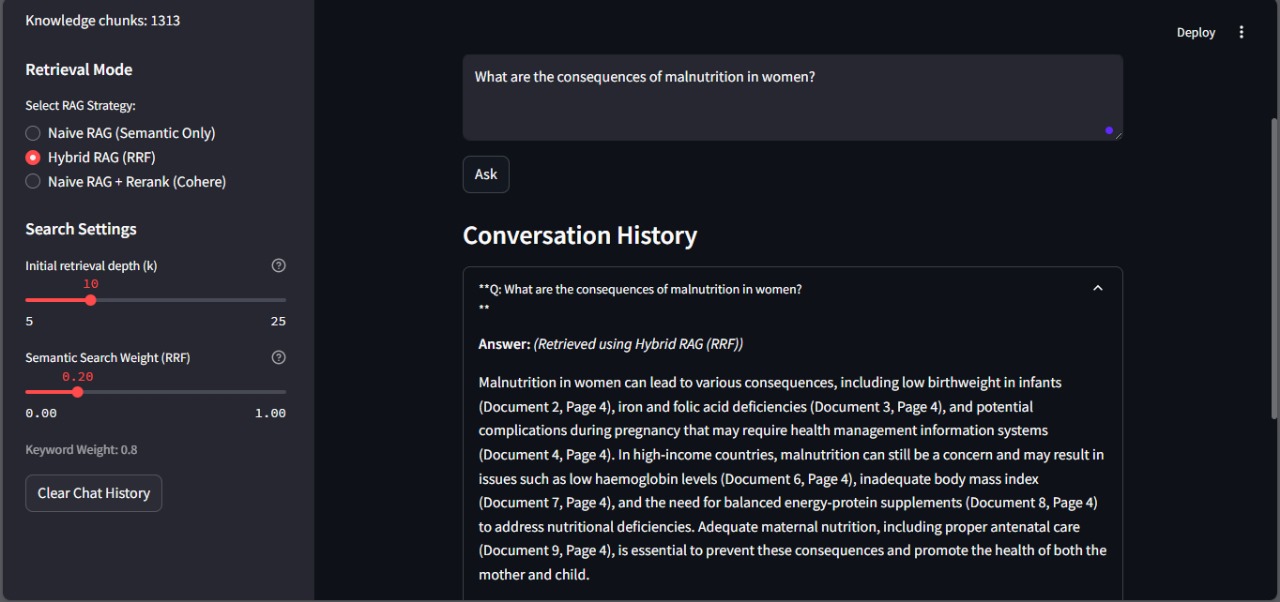 Knowledge chunks: 1313
Retrieval Mode
Select RAG Strategy:
Naive RAG (Semantic Only)
Hybrid RAG (RRF)
Naive RAG + Rerank (Cohere)
Search Settings
Initial retrieval depth (k)
10
5 25
Semantic Search Weight (RRF)
0.20
0.00 1.00
Keyword Weight: 0.8
Clear Chat History
Deploy
What are the consequences of malnutrition in women?
Ask
Conversation History
**Q: What are the consequences of malnutrition in women?
**
Answer: (Retrieved using Hybrid RAG (RRF))
Malnutrition in women can lead to various consequences, including low birthweight in infants
(Document 2, Page 4), iron and folic acid deficiencies (Document 3, Page 4), and potential
complications during pregnancy that may require health management information systems
(Document 4, Page 4). In high-income countries, malnutrition can still be a concern and may result in
issues such as low haemoglobin levels (Document 6, Page 4), inadequate body mass index
(Document 7, Page 4), and the need for balanced energy-protein supplements (Document 8, Page 4)
to address nutritional deficiencies. Adequate maternal nutrition, including proper antenatal care
(Document 9, Page 4), is essential to prevent these consequences and promote the health of both the
mother and child.